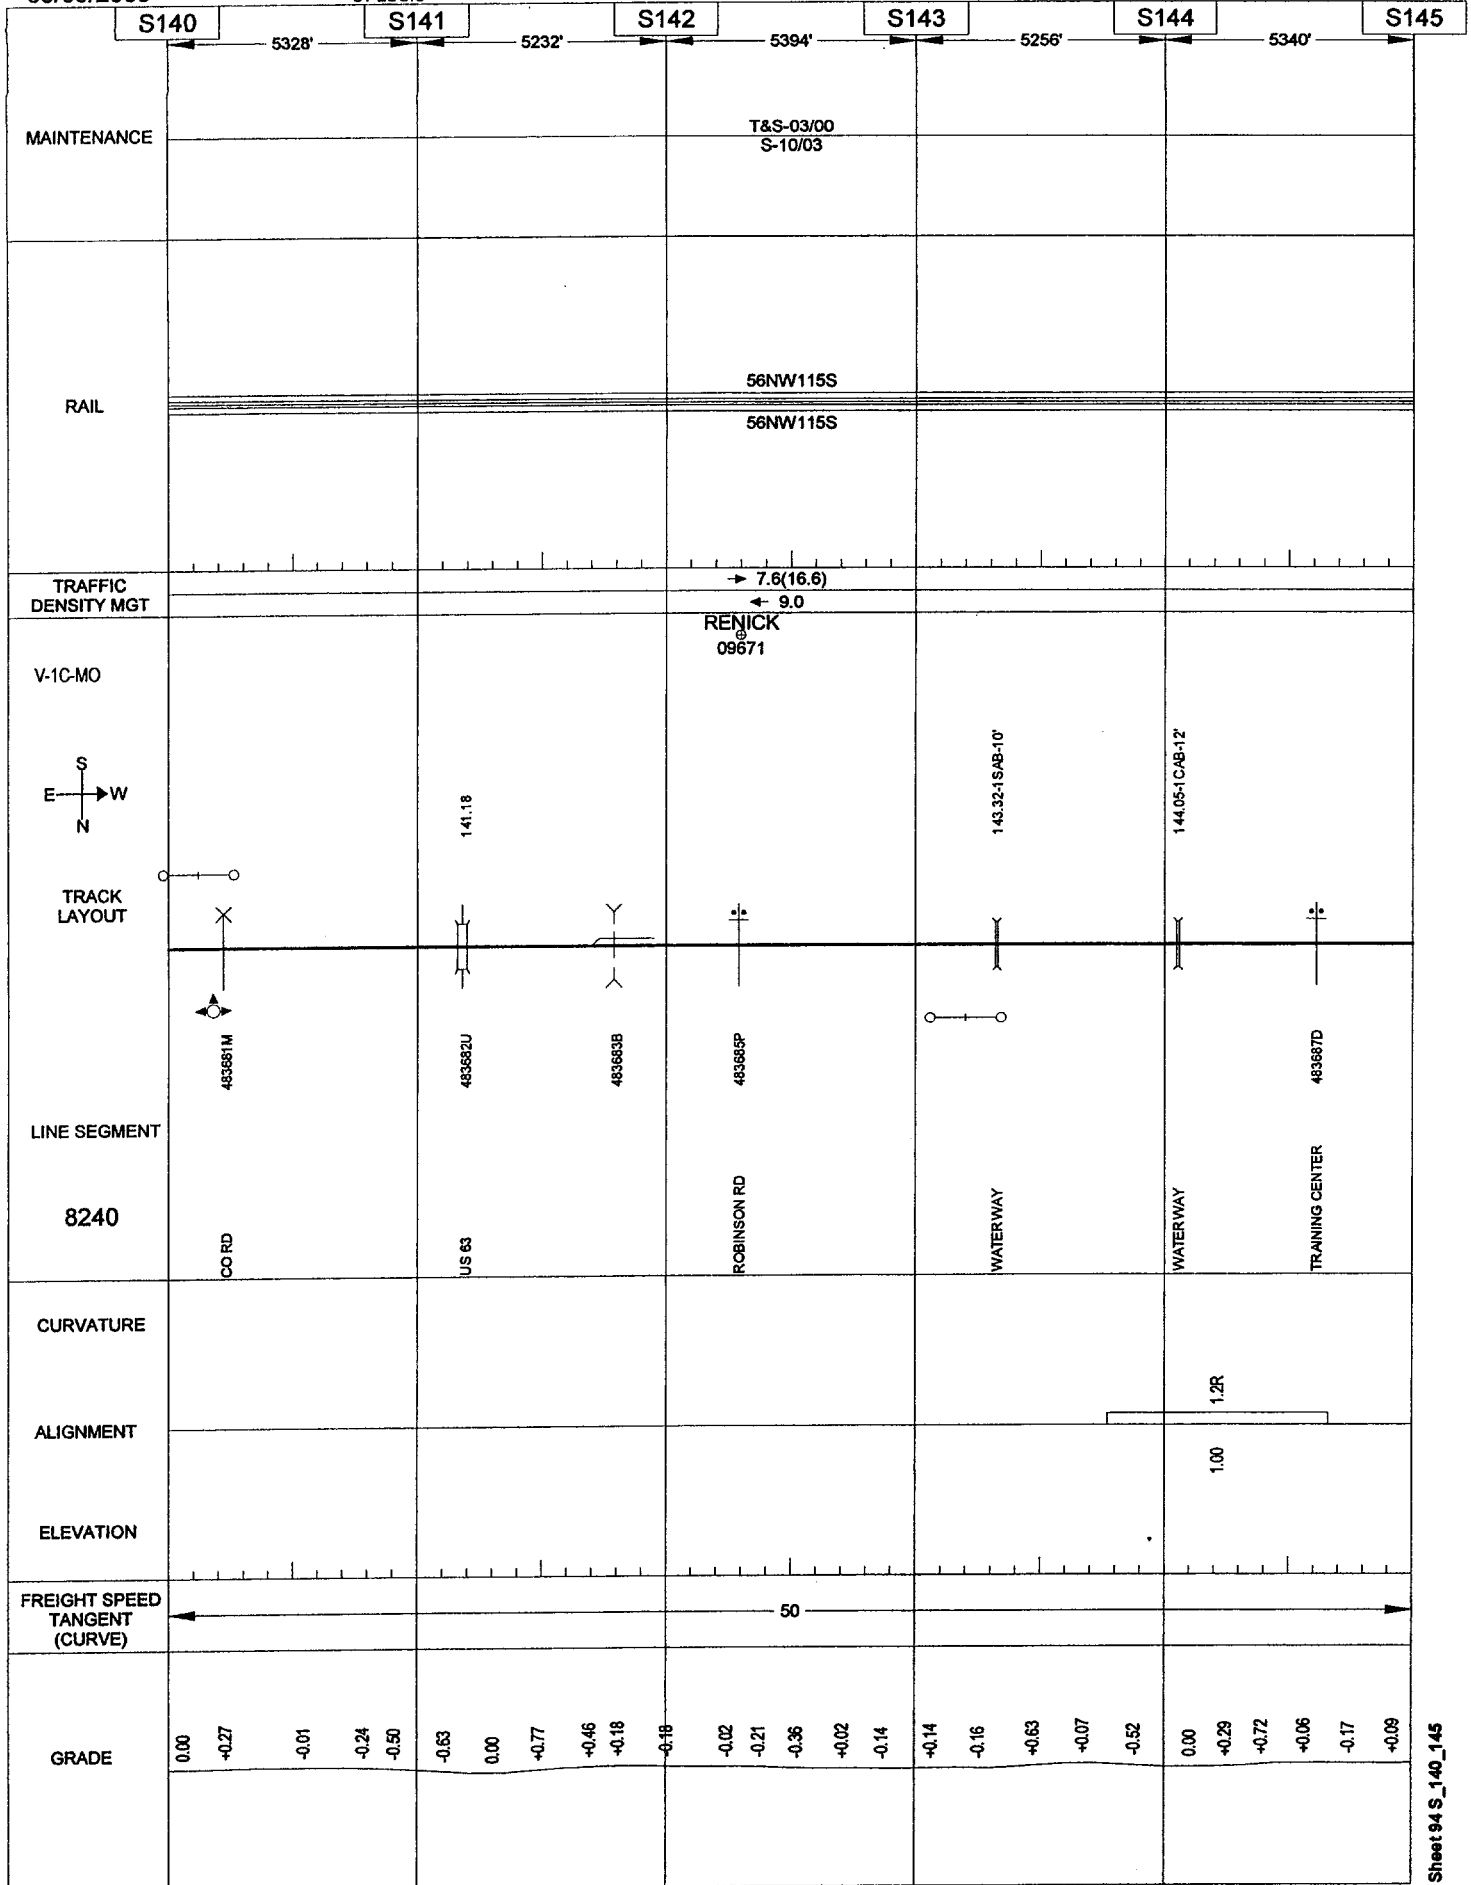 S140 S141 S142 S143 S144 S145
5328' 5232' 5394' 5256' 5340'
MAINTENANCE
T&S-03/00
S-10/03
RAIL
56NW115S
56NW115S
TRAFFIC
DENSITY MGT
7.6(16.6)
9.0
RENICK
09671
V-1C-MO
S
E W
N
141.18
143.32-1SAB-10'
144.05-1CAB-12'
TRACK
LAYOUT
483681M
483682U
483683B
483685P
483687D
LINE SEGMENT
8240
CO RD
US 63
ROBINSON RD
WATERWAY
WATERWAY
TRAINING CENTER
CURVATURE
1.2R
ALIGNMENT
1.00
ELEVATION
FREIGHT SPEED
TANGENT
(CURVE)
50
GRADE
0.00 +0.27 -0.01 -0.24 -0.50 -0.63 0.00 +0.77 +0.46 +0.18 -0.18 -0.02 -0.21 -0.36 +0.02 -0.14 +0.14 -0.16 +0.63 +0.07 -0.52 0.00 +0.29 +0.72 +0.06 -0.17 +0.09
Sheet 94 S_140_145